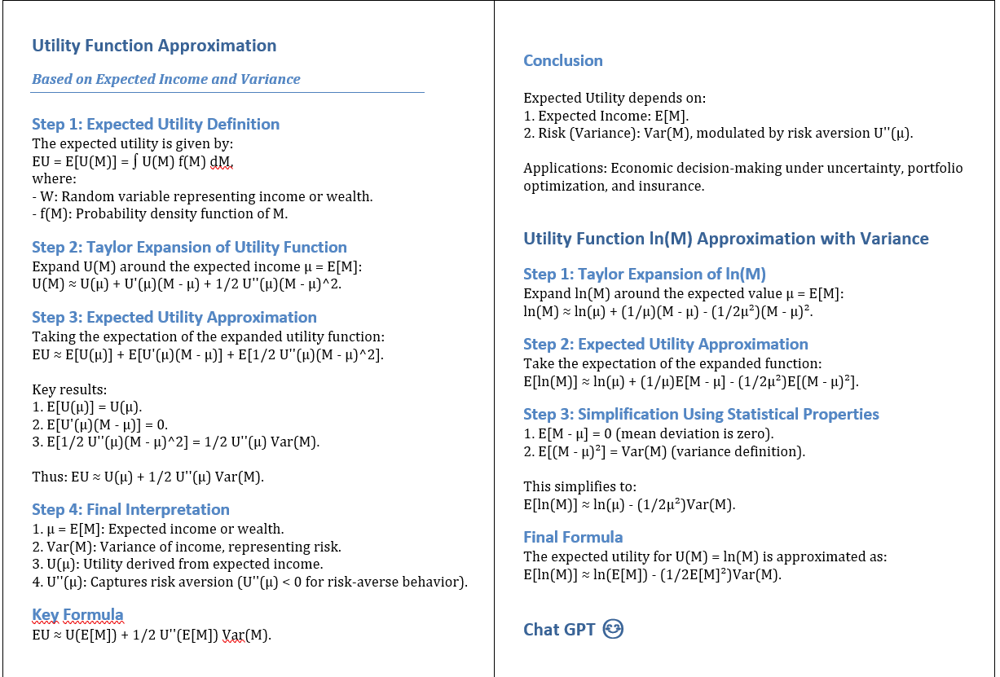 Utility Function Approximation
Based on Expected Income and Variance
Step 1: Expected Utility Definition
The expected utility is given by:
EU = E[U(M)] = ∫ U(M) f(M) dM,
where:
- W: Random variable representing income or wealth.
- f(M): Probability density function of M.
Step 2: Taylor Expansion of Utility Function
Expand U(M) around the expected income μ = E[M]:
U(M) ≈ U(μ) + U'(μ)(M - μ) + 1/2 U''(μ)(M - μ)^2.
Step 3: Expected Utility Approximation
Taking the expectation of the expanded utility function:
EU ≈ E[U(μ)] + E[U'(μ)(M - μ)] + E[1/2 U''(μ)(M - μ)^2].
Key results:
1. E[U(μ)] = U(μ).
2. E[U'(μ)(M - μ)] = 0.
3. E[1/2 U''(μ)(M - μ)^2] = 1/2 U''(μ) Var(M).
Thus: EU ≈ U(μ) + 1/2 U''(μ) Var(M).
Step 4: Final Interpretation
1. μ = E[M]: Expected income or wealth.
2. Var(M): Variance of income, representing risk.
3. U(μ): Utility derived from expected income.
4. U''(μ): Captures risk aversion (U''(μ) < 0 for risk-averse behavior).
Key Formula
EU ≈ U(E[M]) + 1/2 U''(E[M]) Var(M).
Conclusion
Expected Utility depends on:
1. Expected Income: E[M].
2. Risk (Variance): Var(M), modulated by risk aversion U''(μ).
Applications: Economic decision-making under uncertainty, portfolio
optimization, and insurance.
Utility Function ln(M) Approximation with Variance
Step 1: Taylor Expansion of ln(M)
Expand ln(M) around the expected value μ = E[M]:
ln(M) ≈ ln(μ) + (1/μ)(M - μ) - (1/2μ²)(M - μ)².
Step 2: Expected Utility Approximation
Take the expectation of the expanded function:
E[ln(M)] ≈ ln(μ) + (1/μ)E[M - μ] - (1/2μ²)E[(M - μ)²].
Step 3: Simplification Using Statistical Properties
1. E[M - μ] = 0 (mean deviation is zero).
2. E[(M - μ)²] = Var(M) (variance definition).
This simplifies to:
E[ln(M)] ≈ ln(μ) - (1/2μ²)Var(M).
Final Formula
The expected utility for U(M) = ln(M) is approximated as:
E[ln(M)] ≈ ln(E[M]) - (1/2E[M]²)Var(M).
Chat GPT 😊